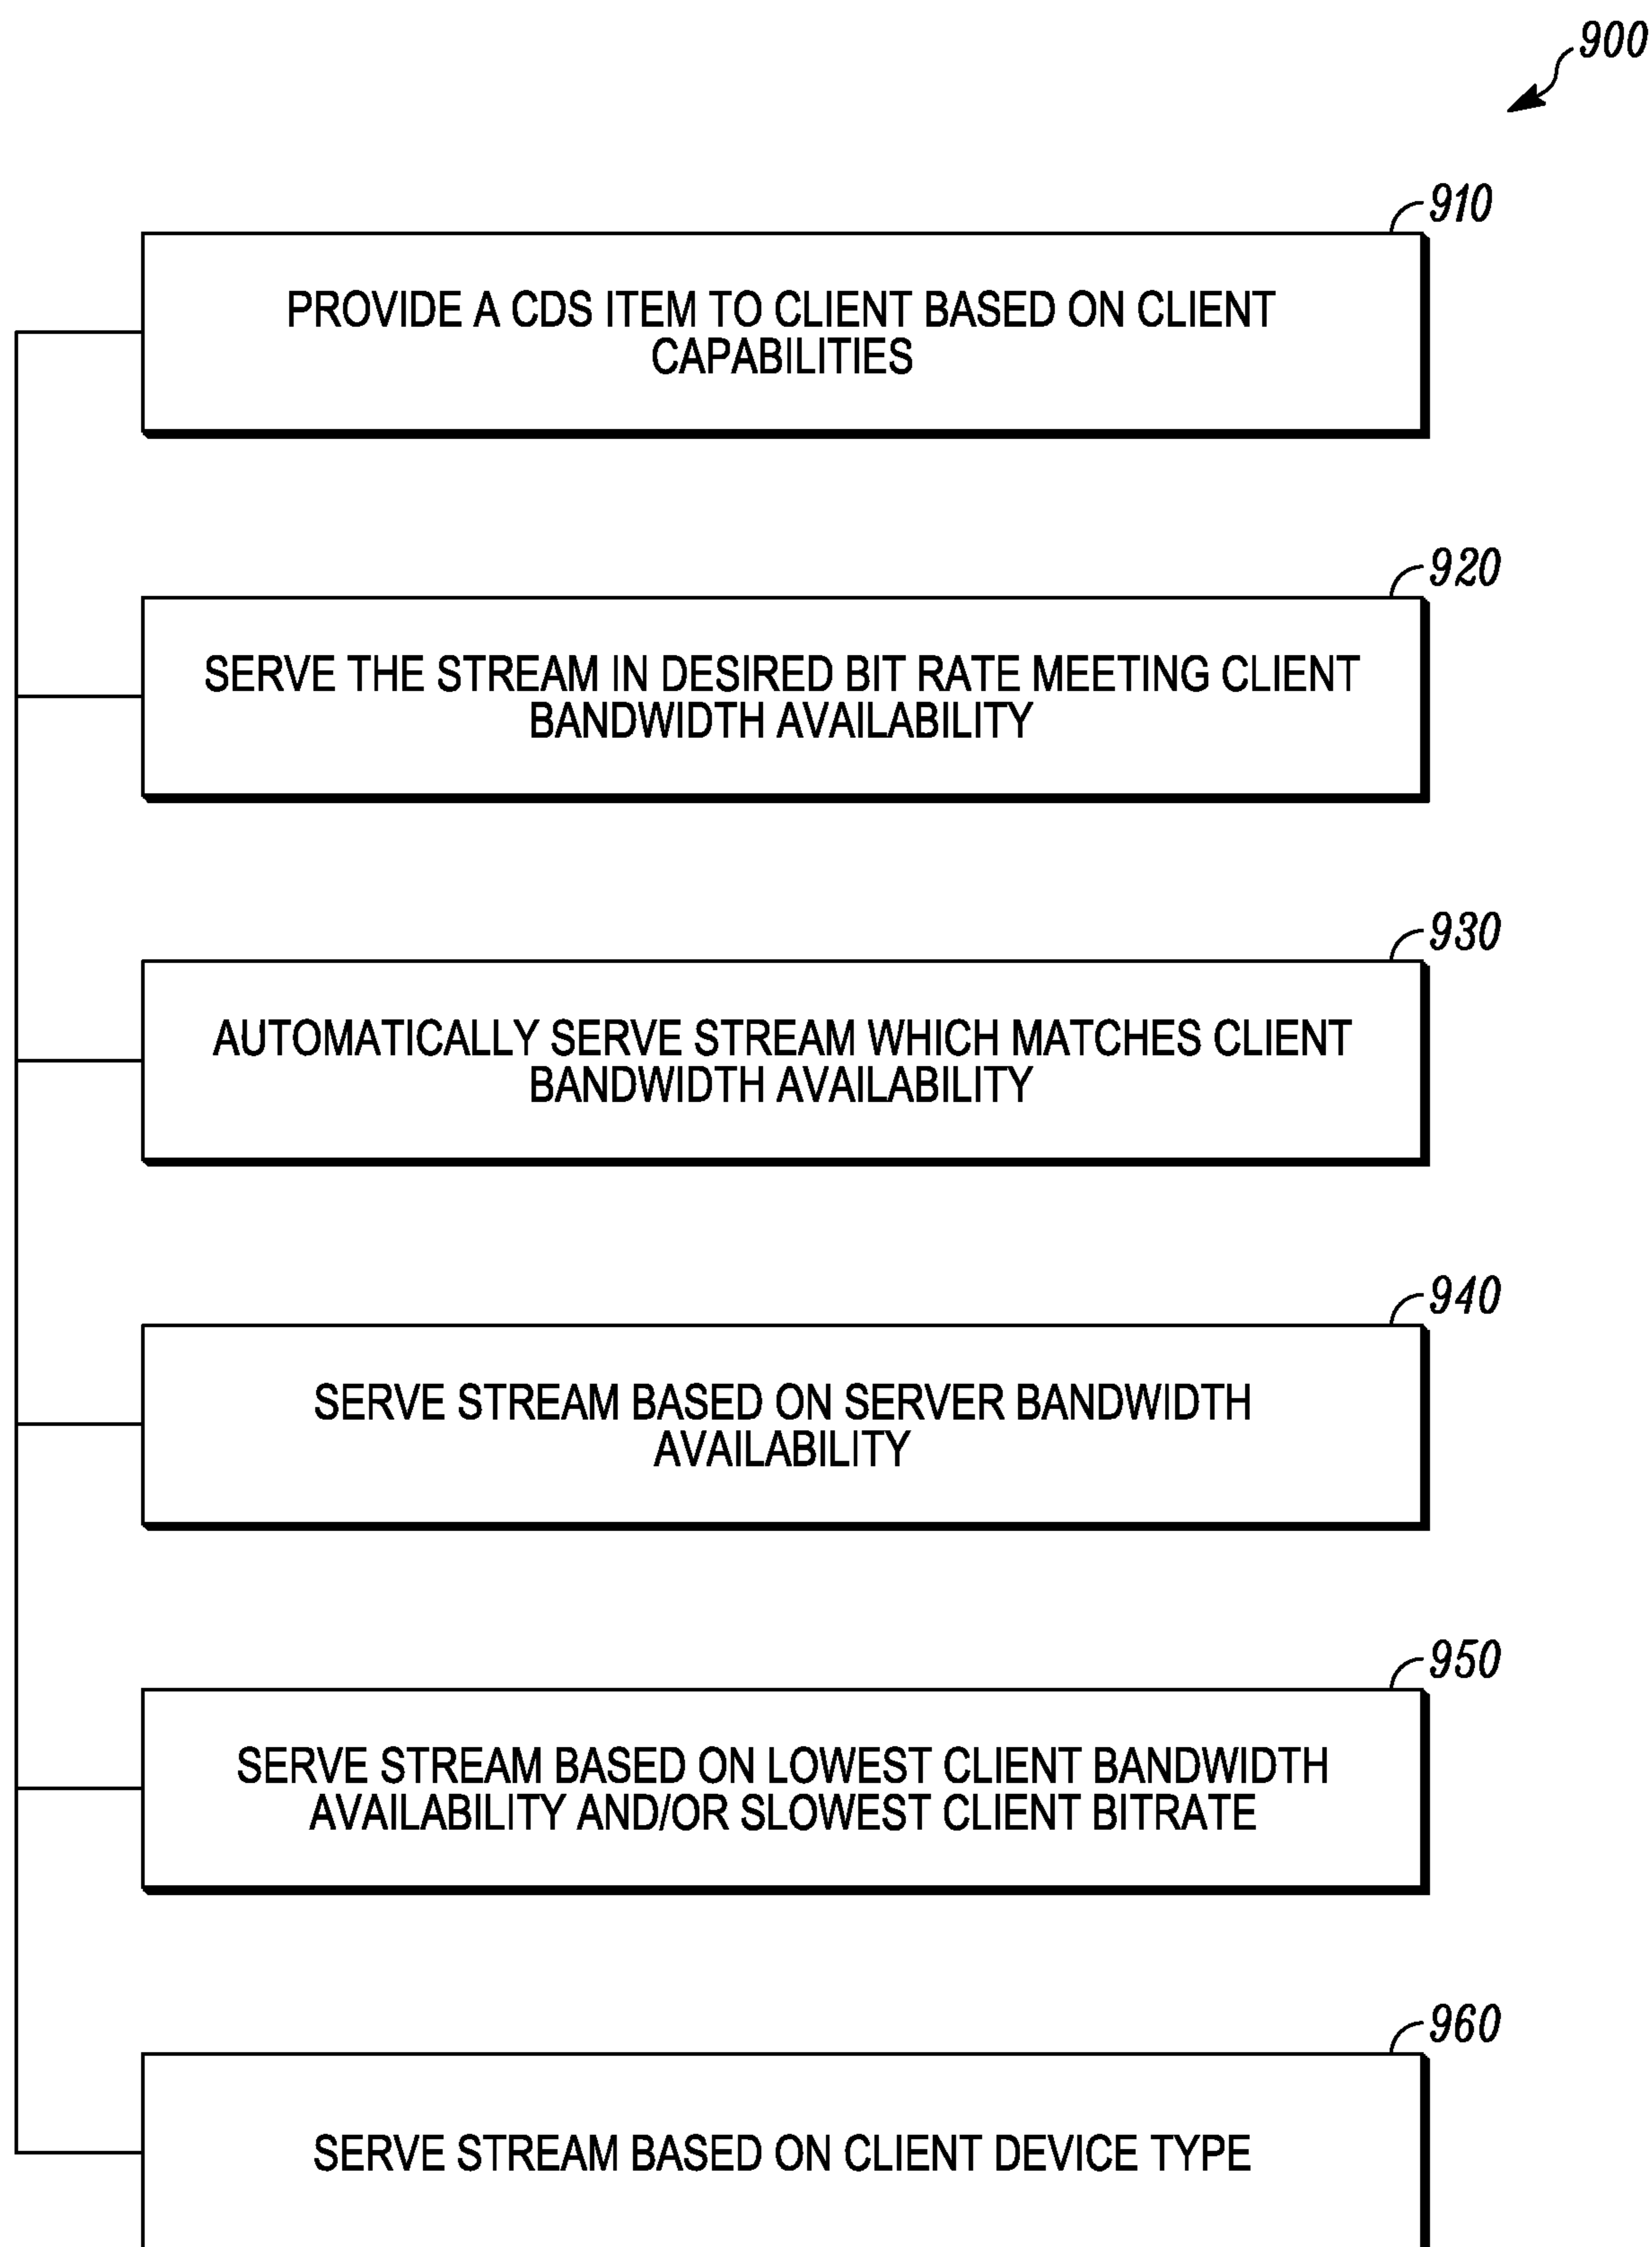 900
910
PROVIDE A CDS ITEM TO CLIENT BASED ON CLIENT
CAPABILITIES
920
SERVE THE STREAM IN DESIRED BIT RATE MEETING CLIENT
BANDWIDTH AVAILABILITY
930
AUTOMATICALLY SERVE STREAM WHICH MATCHES CLIENT
BANDWIDTH AVAILABILITY
940
SERVE STREAM BASED ON SERVER BANDWIDTH
AVAILABILITY
950
SERVE STREAM BASED ON LOWEST CLIENT BANDWIDTH
AVAILABILITY AND/OR SLOWEST CLIENT BITRATE
960
SERVE STREAM BASED ON CLIENT DEVICE TYPE